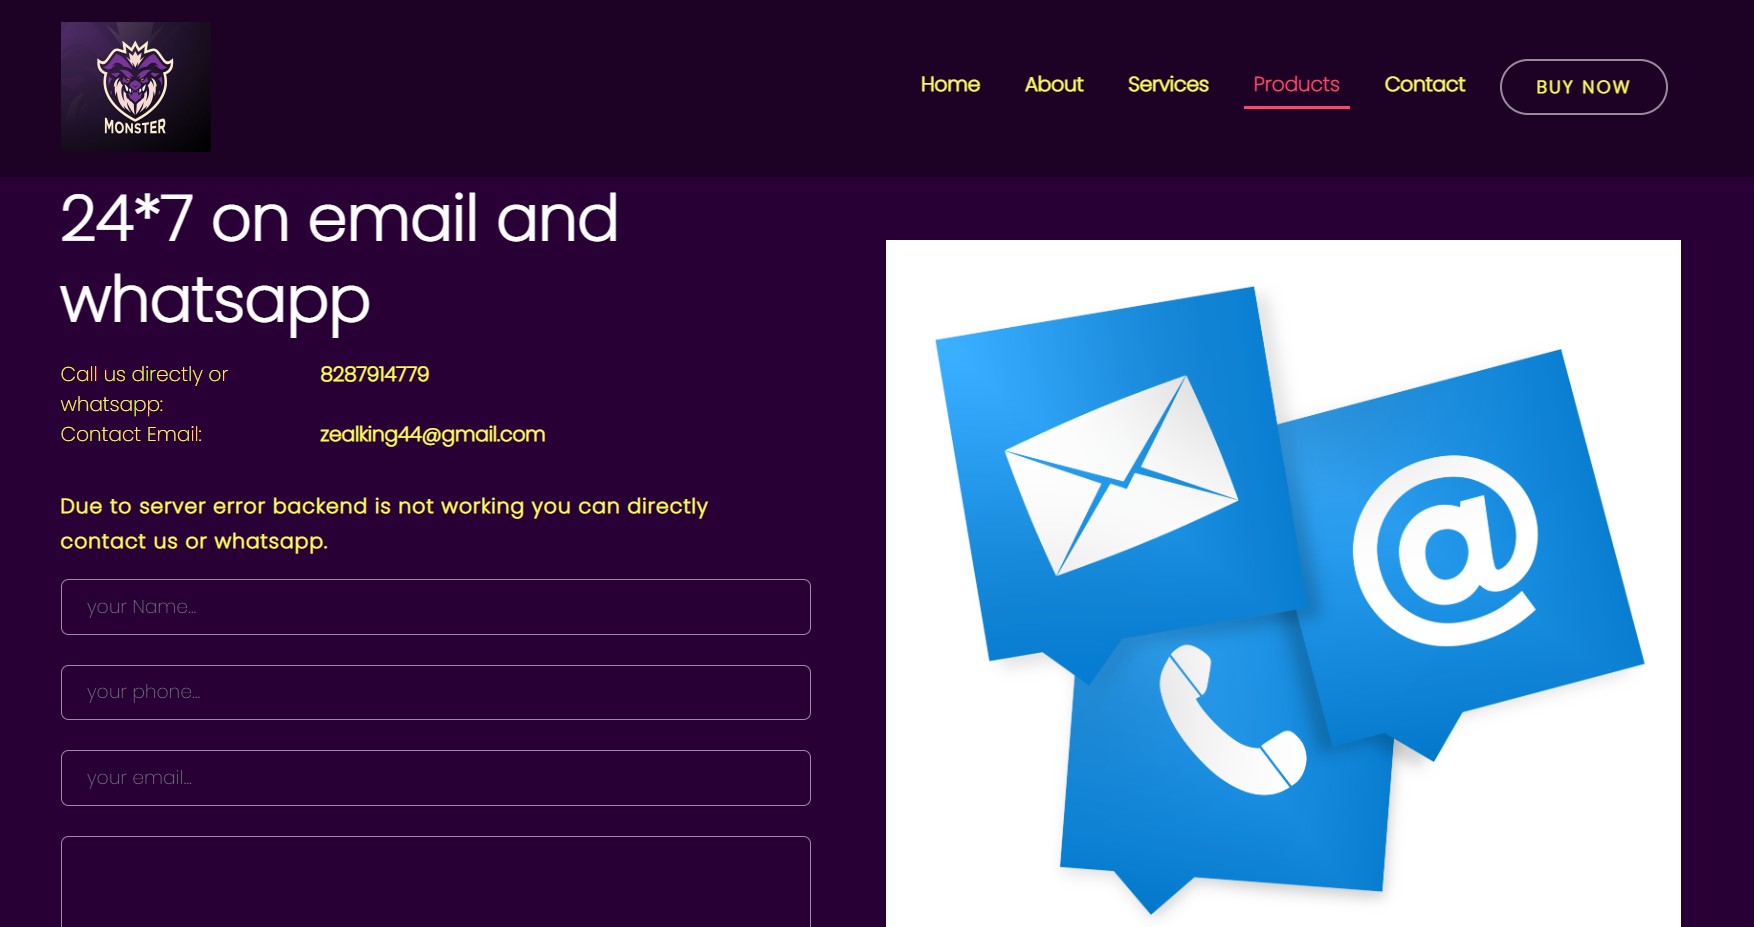 MONSTER
Home About Services Products Contact BUY NOW
24*7 on email and
whatsapp
Call us directly or 8287914779
whatsapp:
Contact Email: zealking44@gmail.com
Due to server error backend is not working you can directly
contact us or whatsapp.
your Name...
your phone...
your email...
@